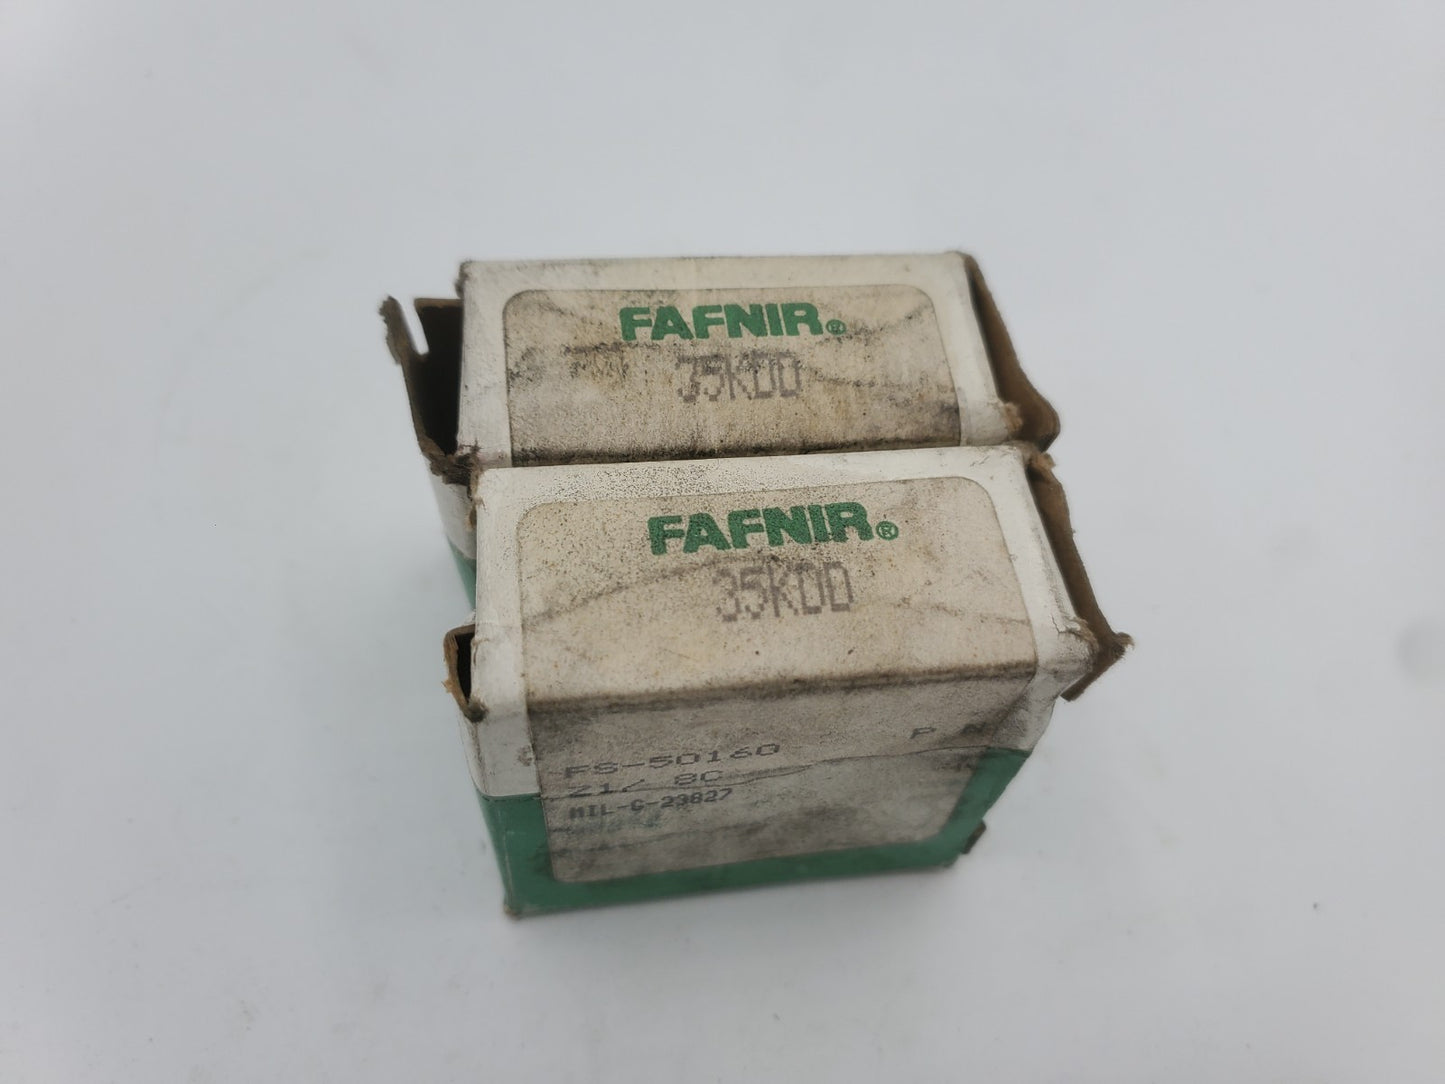 FAFNIR®
35KDD
FAFNIR®
35KDD
FS-50160 P
MIL-G-23827